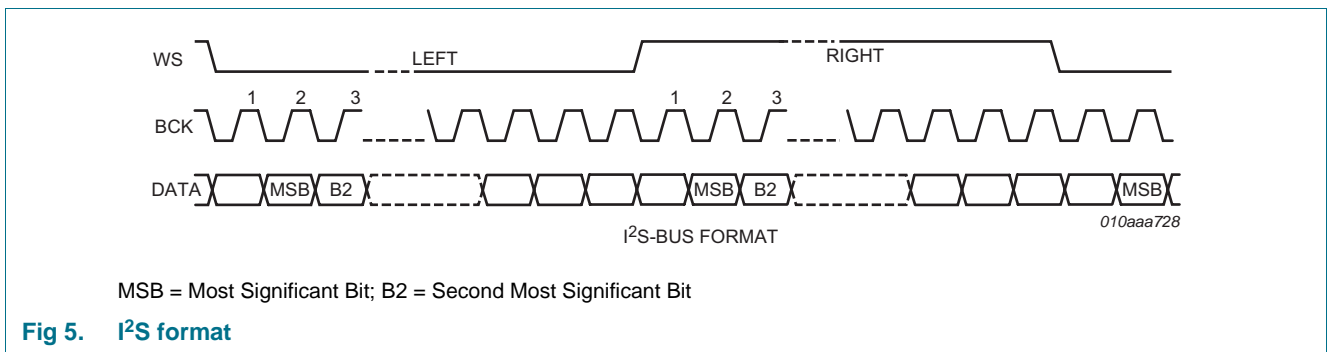 WS LEFT RIGHT
1 2 3 1 2 3
BCK
DATA MSB B2 MSB B2 MSB
010aaa728
I²S-BUS FORMAT
MSB = Most Significant Bit; B2 = Second Most Significant Bit
Fig 5. I²S format